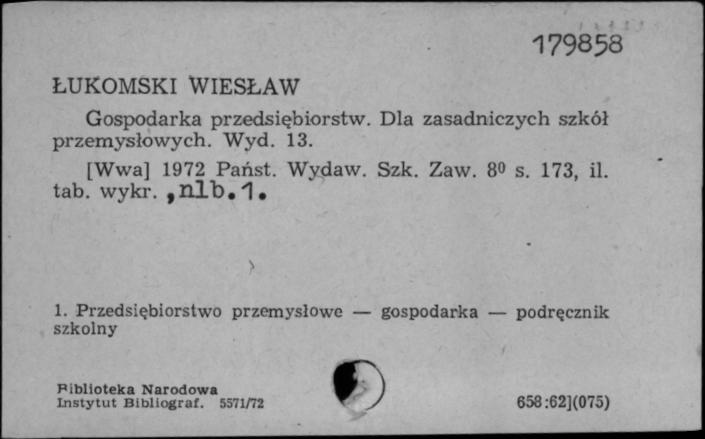 179858
ŁUKOMSKI WIESŁAW
Gospodarka przedsiębiorstw. Dla zasadniczych szkół
przemysłowych. Wyd. 13.
[Wwa] 1972 Państ. Wydaw. Szk. Zaw. 8⁰ s. 173, il.
tab. wykr. , nlb. 1.
1. Przedsiębiorstwo przemysłowe — gospodarka — podręcznik
szkolny
Biblioteka Narodowa
Instytut Bibliograf. 5571/72
658:62](075)